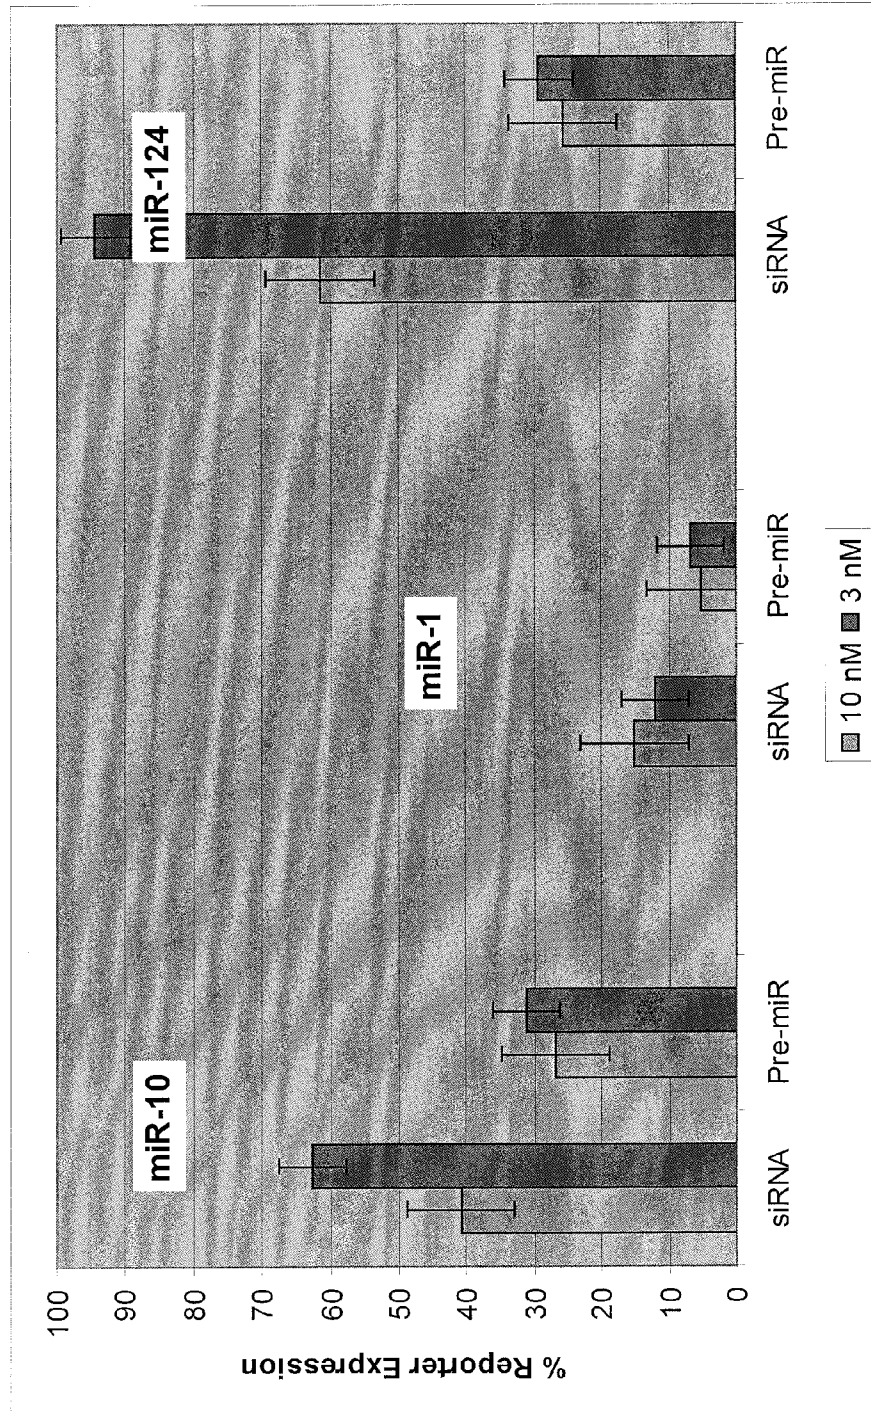 % Reporter Expression
100
90
80
70
60
50
40
30
20
10
0
miR-10
miR-1
miR-124
siRNA
Pre-miR
siRNA
Pre-miR
siRNA
Pre-miR
10 nM
3 nM